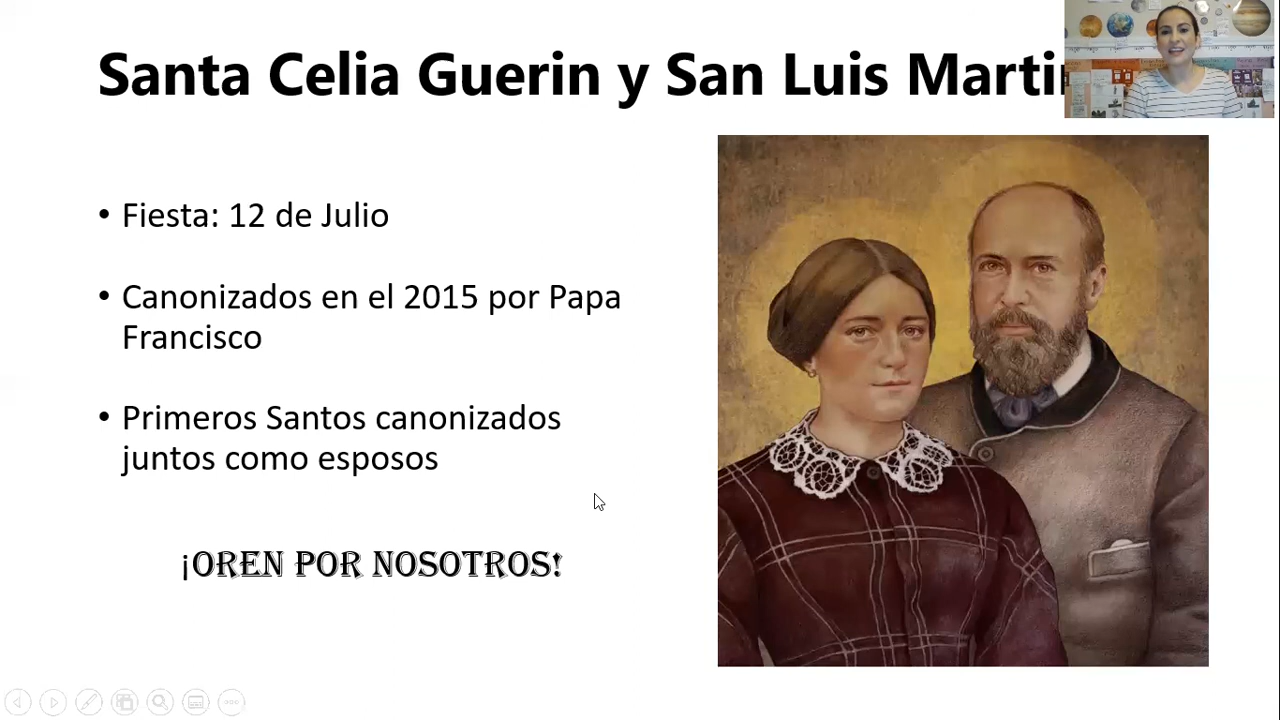 Santa Celia Guerin y San Luis Marti
• Fiesta: 12 de Julio
• Canonizados en el 2015 por Papa
Francisco
• Primeros Santos canonizados
juntos como esposos
¡OREN POR NOSOTROS!